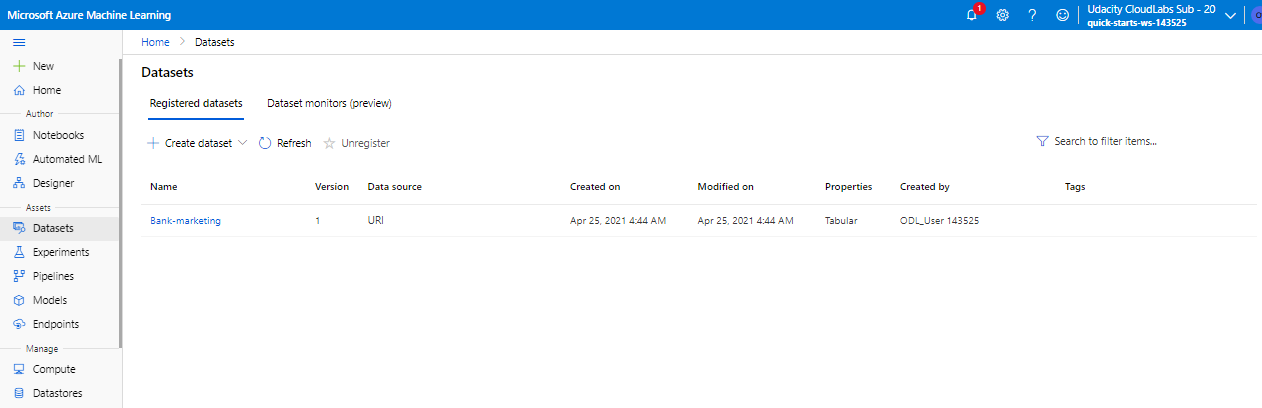 Microsoft Azure Machine Learning
1
Udacity CloudLabs Sub - 20
quick-starts-ws-143525
Home
Datasets
New
Home
Author
Notebooks
Automated ML
Designer
Assets
Datasets
Experiments
Pipelines
Models
Endpoints
Manage
Compute
Datastores
Datasets
Registered datasets Dataset monitors (preview)
Create dataset Refresh Unregister Search to filter items...
Name Version Data source Created on Modified on Properties Created by Tags
Bank-marketing 1 URI Apr 25, 2021 4:44 AM Apr 25, 2021 4:44 AM Tabular ODL_User 143525